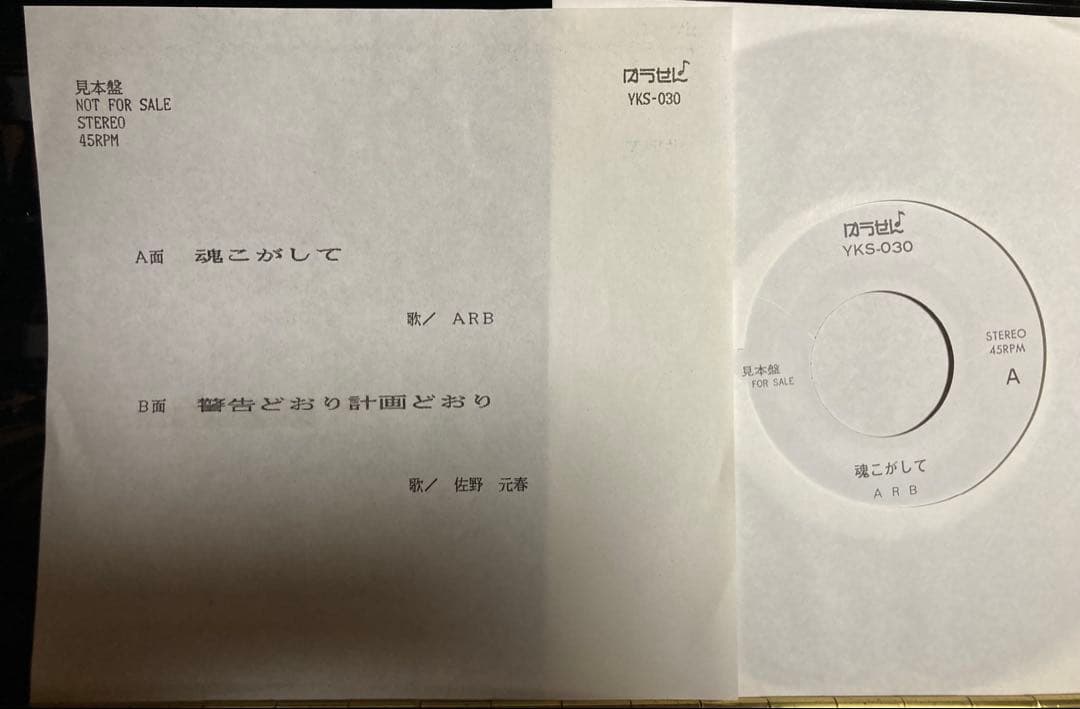 見本盤
NOT FOR SALE
STEREO
45RPM
ゆうせん
YKS-030
A面 魂こがして
歌/ ARB
B面 警告どおり計画どおり
歌/ 佐野 元春
ゆうせん
YKS-030
STEREO
45RPM
A
見本盤
FOR SALE
魂こがして
ARB